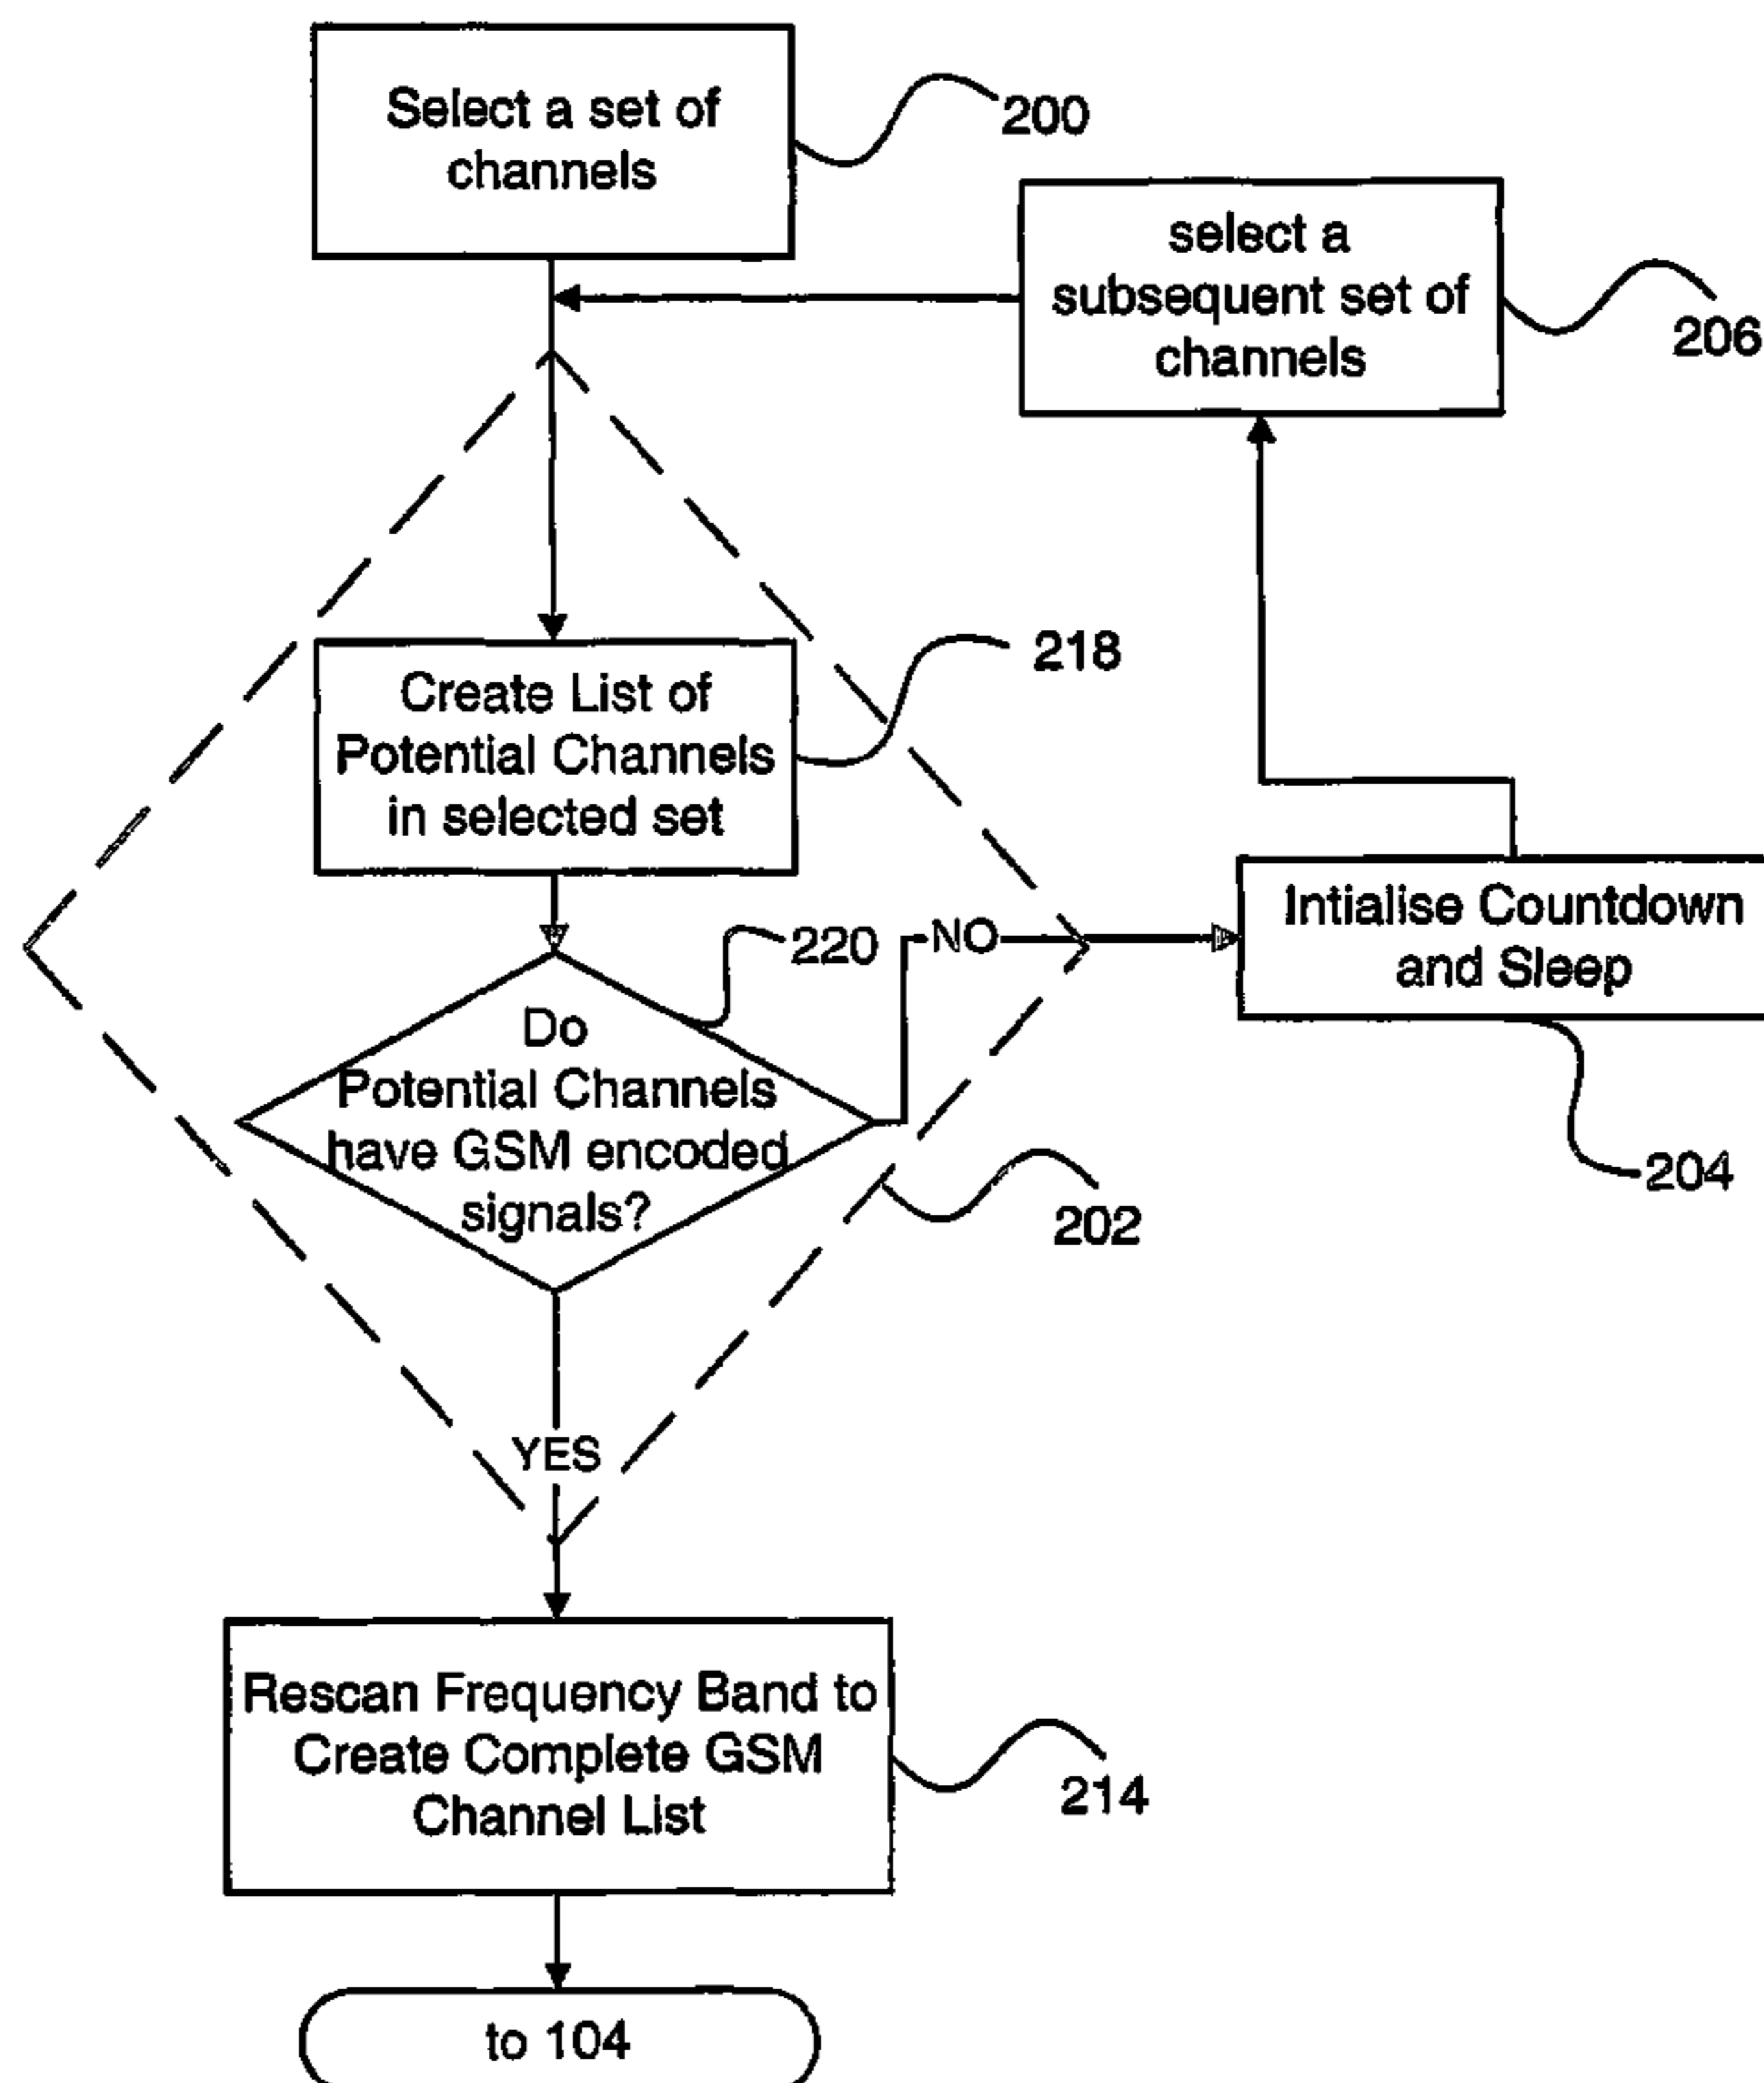 Select a set of
channels
200
select a
subsequent set of
channels
206
Create List of
Potential Channels
in selected set
218
Do
Potential Channels
have GSM encoded
signals?
220
NO
Intialise Countdown
and Sleep
204
202
YES
Rescan Frequency Band to
Create Complete GSM
Channel List
214
to 104